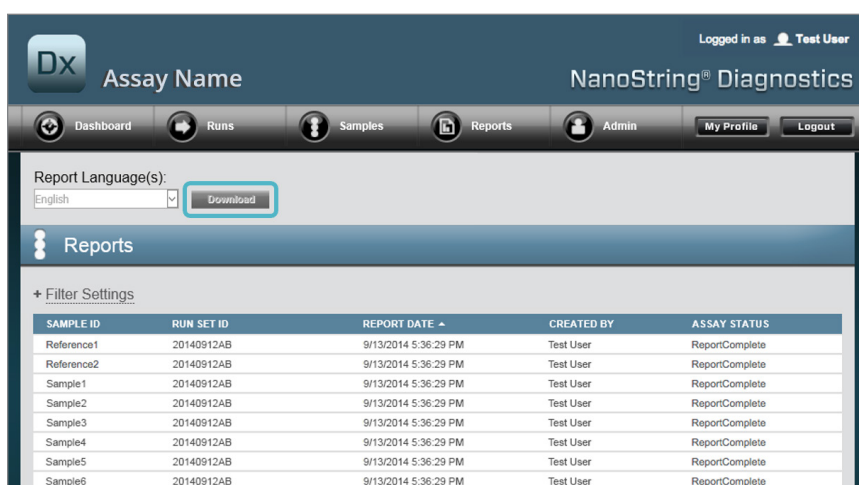 Logged in as Test User
Dx Assay Name NanoString® Diagnostics
Dashboard Runs Samples Reports Admin My Profile Logout
Report Language(s):
English Download
Reports
+ Filter Settings
SAMPLE ID RUN SET ID REPORT DATE CREATED BY ASSAY STATUS
Reference1 20140912AB 9/13/2014 5:36:29 PM Test User ReportComplete
Reference2 20140912AB 9/13/2014 5:36:29 PM Test User ReportComplete
Sample1 20140912AB 9/13/2014 5:36:29 PM Test User ReportComplete
Sample2 20140912AB 9/13/2014 5:36:29 PM Test User ReportComplete
Sample3 20140912AB 9/13/2014 5:36:29 PM Test User ReportComplete
Sample4 20140912AB 9/13/2014 5:36:29 PM Test User ReportComplete
Sample5 20140912AB 9/13/2014 5:36:29 PM Test User ReportComplete
Sample6 20140912AB 9/13/2014 5:36:29 PM Test User ReportComplete